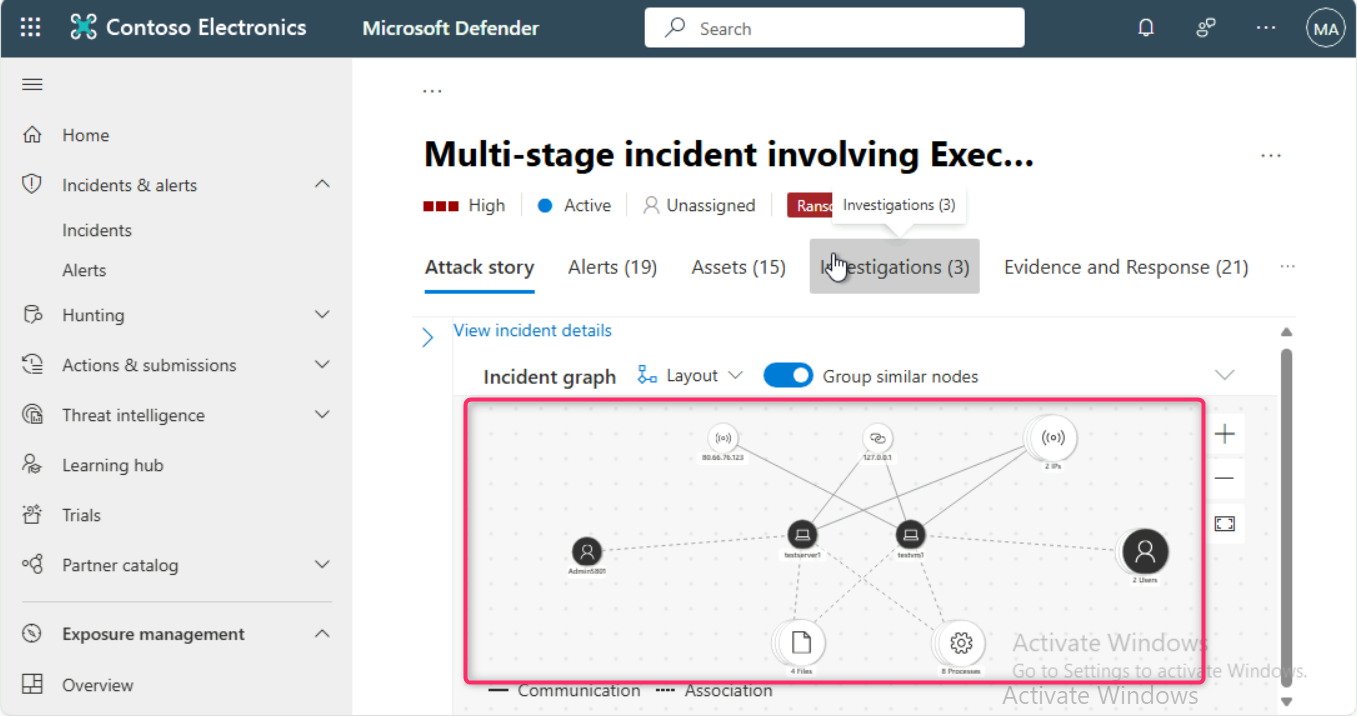 Contoso Electronics Microsoft Defender Search MA
Home
Incidents & alerts
Incidents
Alerts
Hunting
Actions & submissions
Threat intelligence
Learning hub
Trials
Partner catalog
Exposure management
Overview
...
Multi-stage incident involving Exec... ...
High Active Unassigned Ranso Investigations (3)
Attack story Alerts (19) Assets (15) Investigations (3) Evidence and Response (21) ...
View incident details
Incident graph Layout Group similar nodes
80.66.76.123 127.0.0.1 2 IPs
testserver1 testvm1
Admin5801 2 Users
4 Files 8 Processes
Communication Association
Activate Windows
Go to Settings to activate Windows.
Activate Windows